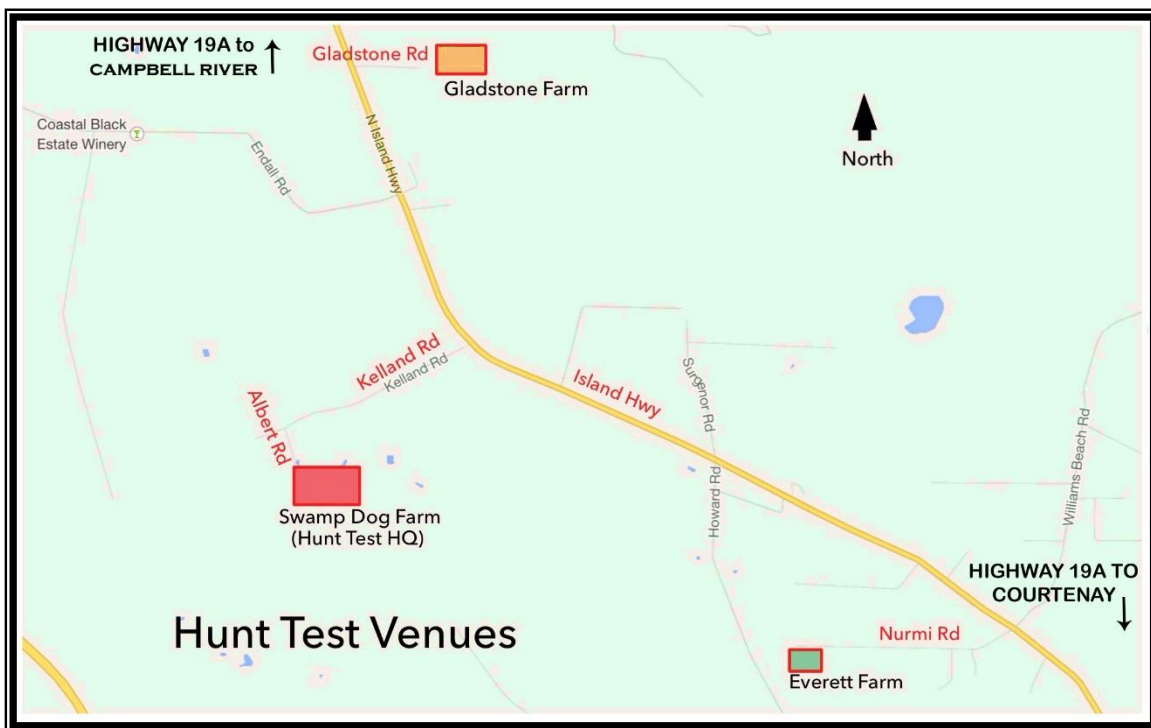 HIGHWAY 19A to
CAMPBELL RIVER
Gladstone Rd
Gladstone Farm
North
Coastal Black
Estate Winery
Endall Rd
N Island Hwy
Kelland Rd
Kelland Rd
Albert Rd
Island Hwy
Surgenor Rd
Howard Rd
Williams Beach Rd
Swamp Dog Farm
(Hunt Test HQ)
HIGHWAY 19A TO
COURTENAY
Hunt Test Venues
Nurmi Rd
Everett Farm